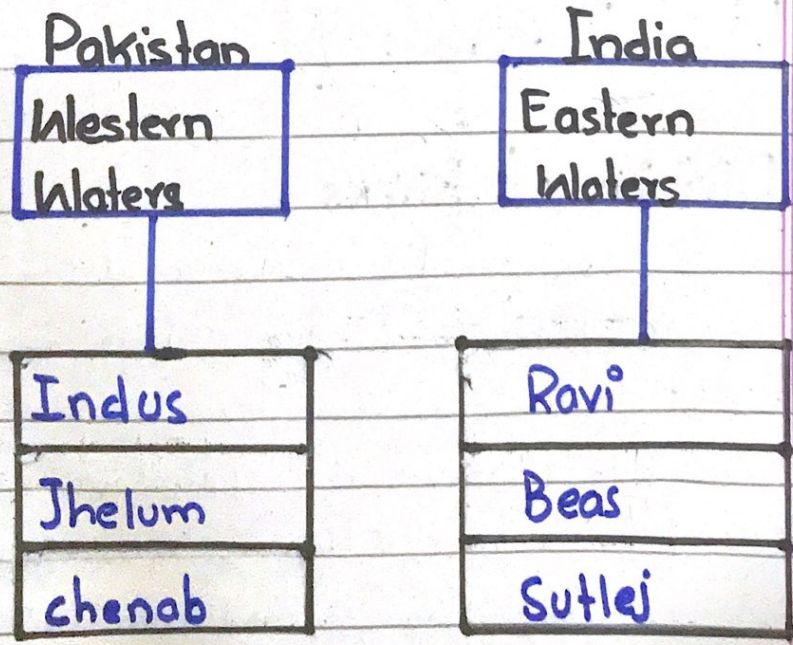 Pakistan
Western
Waters
Indus
Jhelum
chenab
India
Eastern
Waters
Ravi
Beas
Sutlej